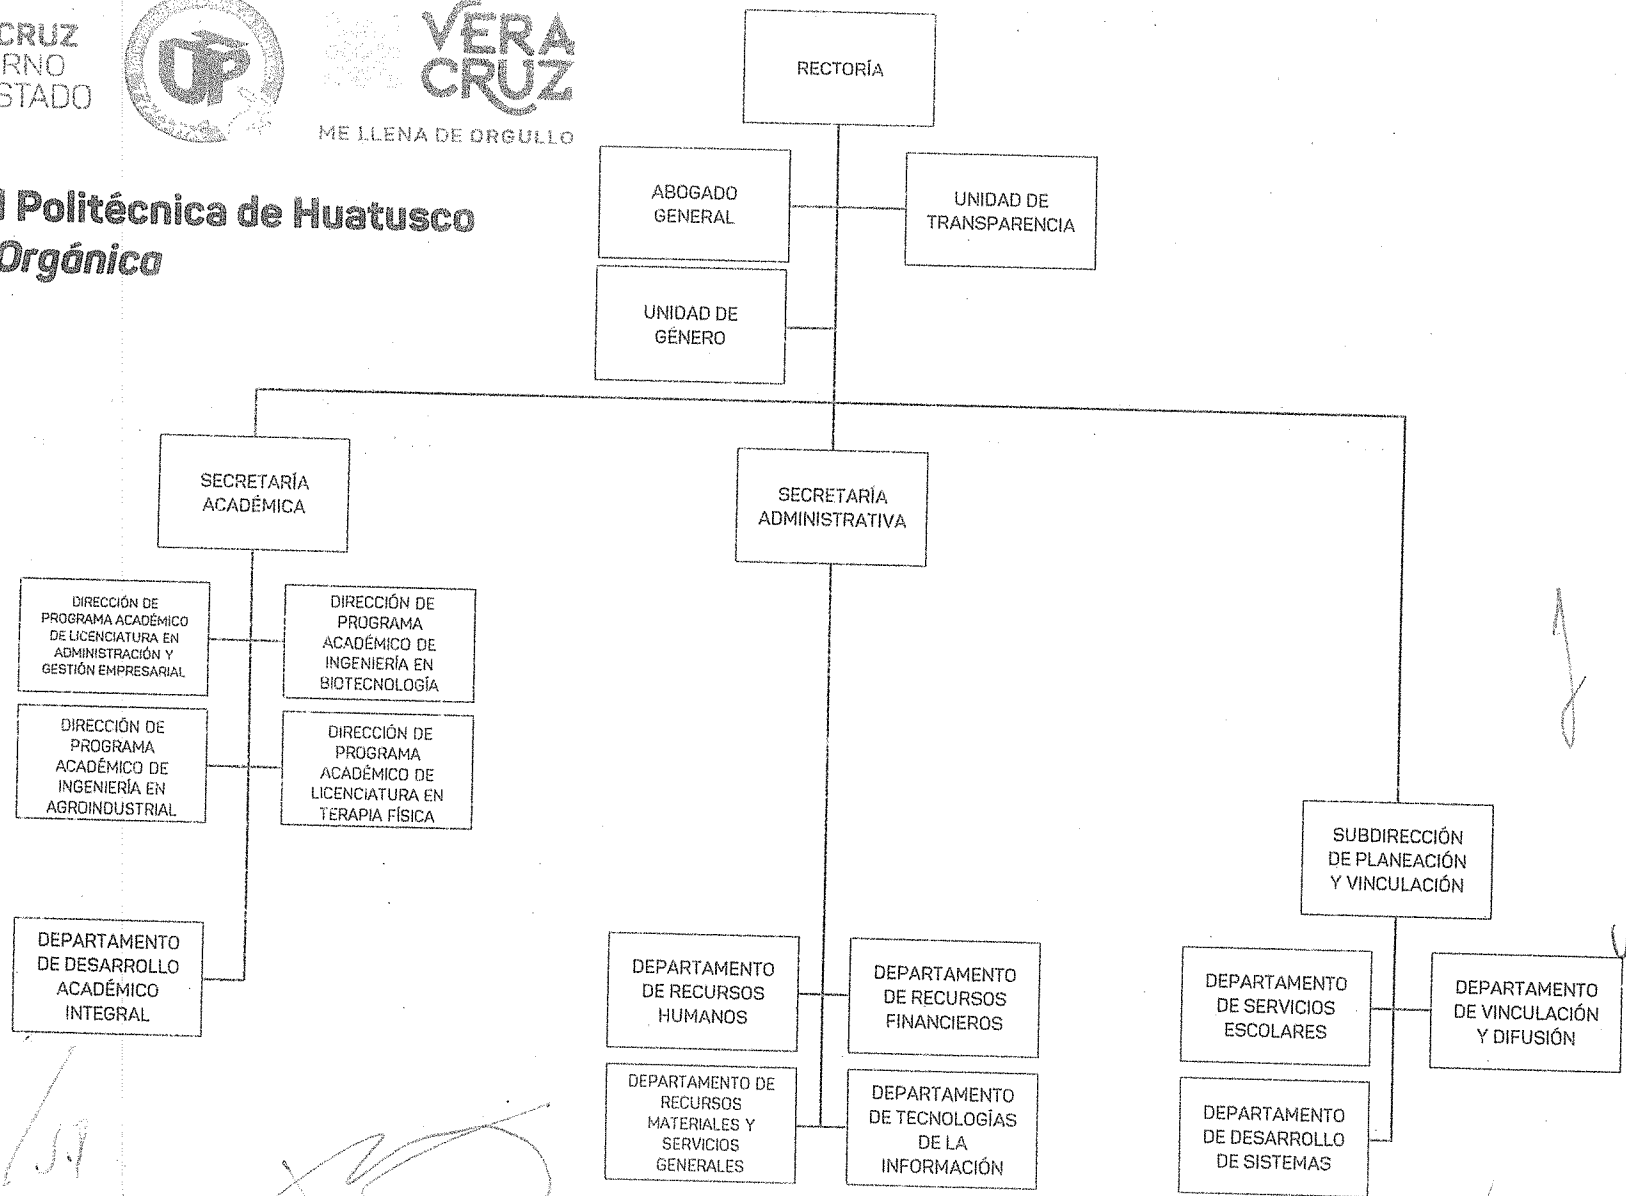 CRUZ
RNO
STADO
UP
VERA
CRUZ
ME LLENA DE ORGULLO
Politécnica de Huatusco
Orgánica
RECTORÍA
ABOGADO
GENERAL
UNIDAD DE
TRANSPARENCIA
UNIDAD DE
GÉNERO
SECRETARÍA
ACADÉMICA
SECRETARÍA
ADMINISTRATIVA
DIRECCIÓN DE
PROGRAMA ACADÉMICO
DE LICENCIATURA EN
ADMINISTRACIÓN Y
GESTIÓN EMPRESARIAL
DIRECCIÓN DE
PROGRAMA
ACADÉMICO DE
INGENIERÍA EN
BIOTECNOLOGÍA
DIRECCIÓN DE
PROGRAMA
ACADÉMICO DE
INGENIERÍA EN
AGROINDUSTRIAL
DIRECCIÓN DE
PROGRAMA
ACADÉMICO DE
LICENCIATURA EN
TERAPIA FÍSICA
SUBDIRECCIÓN
DE PLANEACIÓN
Y VINCULACIÓN
DEPARTAMENTO
DE DESARROLLO
ACADÉMICO
INTEGRAL
DEPARTAMENTO
DE RECURSOS
HUMANOS
DEPARTAMENTO
DE RECURSOS
FINANCIEROS
DEPARTAMENTO
DE SERVICIOS
ESCOLARES
DEPARTAMENTO
DE VINCULACIÓN
Y DIFUSIÓN
DEPARTAMENTO DE
RECURSOS
MATERIALES Y
SERVICIOS
GENERALES
DEPARTAMENTO
DE TECNOLOGÍAS
DE LA
INFORMACIÓN
DEPARTAMENTO
DE DESARROLLO
DE SISTEMAS